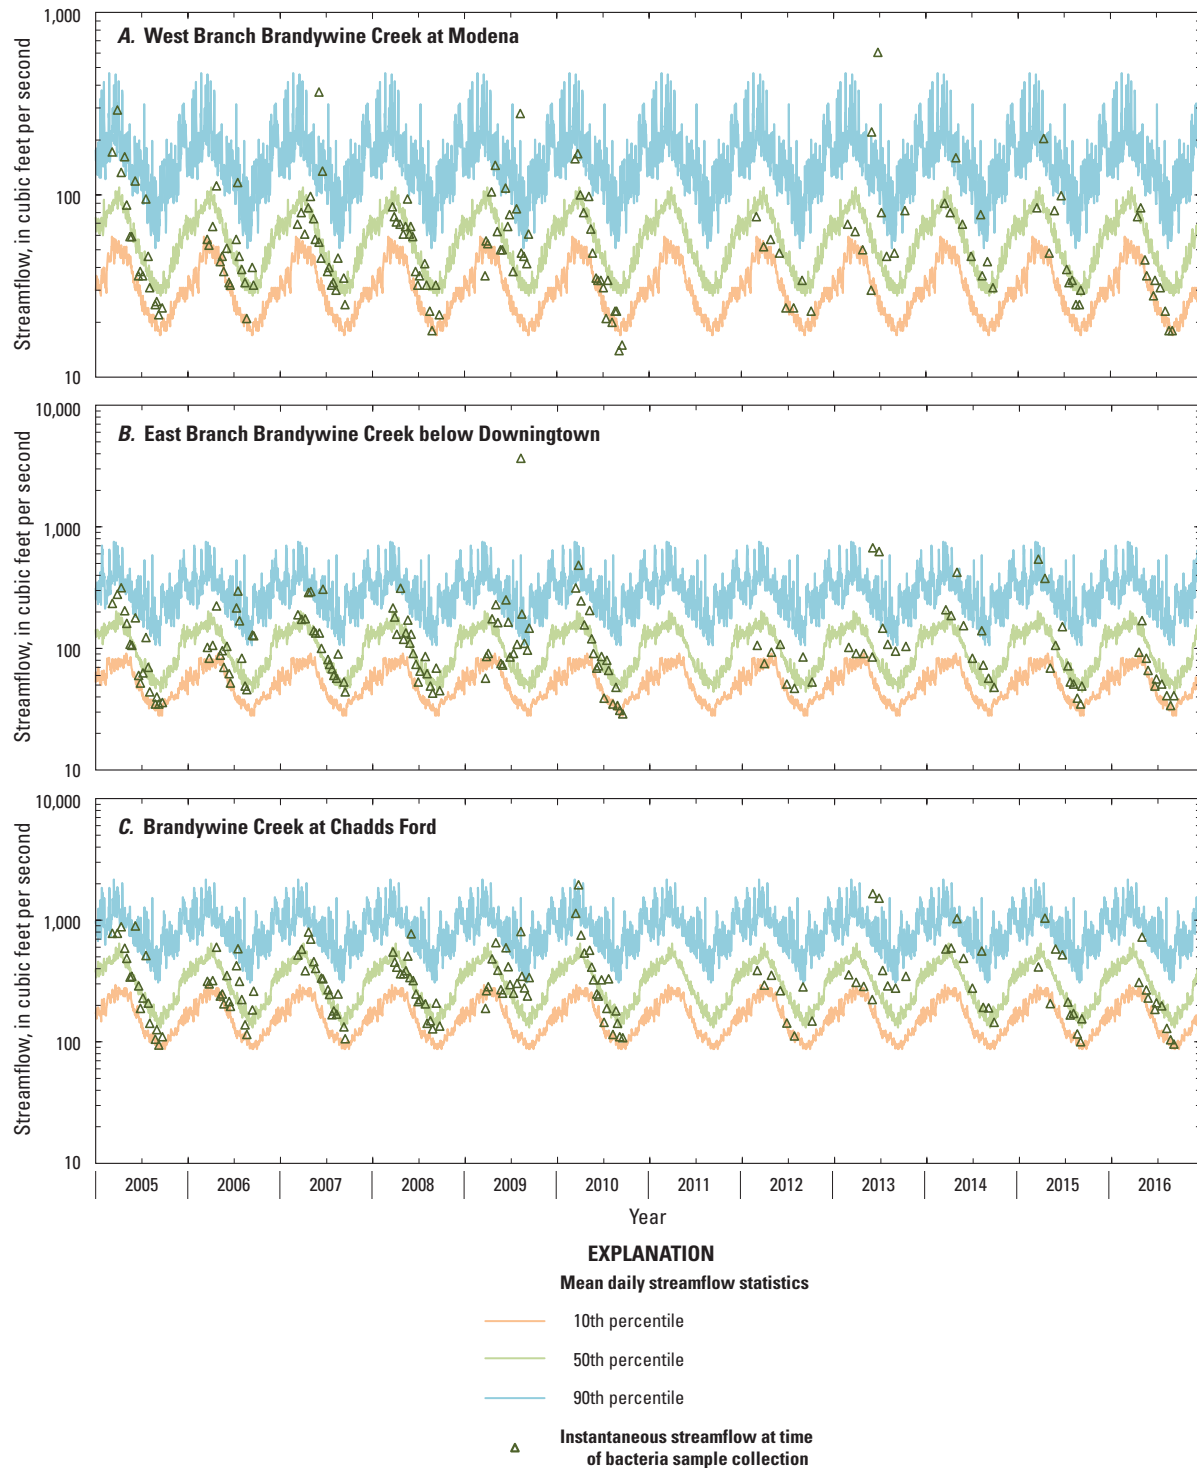 1,000
A. West Branch Brandywine Creek at Modena
100
10
Streamflow, in cubic feet per second
10,000
B. East Branch Brandywine Creek below Downingtown
1,000
100
10
Streamflow, in cubic feet per second
10,000
C. Brandywine Creek at Chadds Ford
1,000
100
10
Streamflow, in cubic feet per second
2005 2006 2007 2008 2009 2010 2011 2012 2013 2014 2015 2016
Year
EXPLANATION
Mean daily streamflow statistics
10th percentile
50th percentile
90th percentile
Instantaneous streamflow at time
of bacteria sample collection